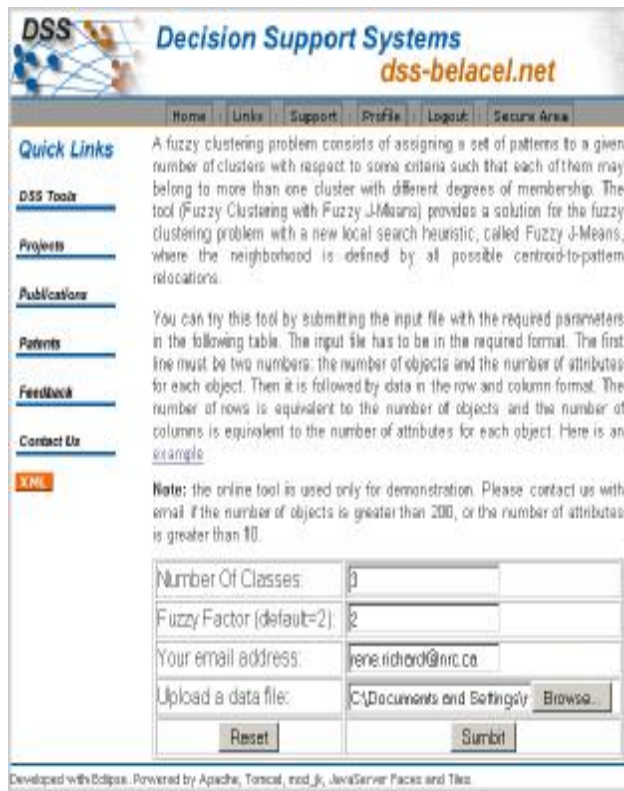 DSS
Decision Support Systems
dss-belacel.net
Home | Links | Support | Profile | Logout | Secure Area
Quick Links
DSS Tools
Projects
Publications
Patents
Feedback
Contact Us
XML
A fuzzy clustering problem consists of assigning a set of patterns to a given
number of clusters with respect to some criteria such that each of them may
belong to more than one cluster with different degrees of membership. The
tool (Fuzzy Clustering with Fuzzy J-Means) provides a solution for the fuzzy
clustering problem with a new local search heuristic, called Fuzzy J-Means,
where the neighborhood is defined by all possible centroid-to-pattern
relocations.
You can try this tool by submitting the input file with the required parameters
in the following table. The input file has to be in the required format. The first
line must be two numbers: the number of objects and the number of attributes
for each object. Then it is followed by data in the row and column format. The
number of rows is equivalent to the number of objects and the number of
columns is equivalent to the number of attributes for each object. Here is an
example
Note: the online tool is used only for demonstration. Please contact us with
email if the number of objects is greater than 200, or the number of attributes
is greater than 10.
Number Of Classes: 3
Fuzzy Factor (default=2): 2
Your email address: rene.richard@nrc.ca
Upload a data file: C:\Documents and Settings\r Browse...
Reset Sumbit
Developed with Eclipse. Powered by Apache, Tomcat, mod_jk, JavaServer Faces and Tiles